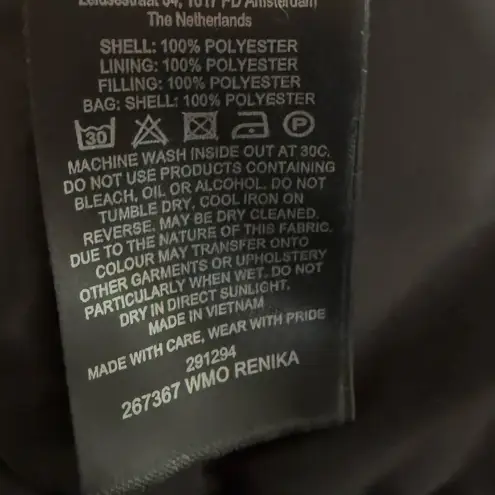 1017 PD Amsterdam
The Netherlands
SHELL: 100% POLYESTER
LINING: 100% POLYESTER
FILLING: 100% POLYESTER
BAG: SHELL: 100% POLYESTER
30 P
MACHINE WASH INSIDE OUT AT 30C.
DO NOT USE PRODUCTS CONTAINING
BLEACH, OIL OR ALCOHOL. DO NOT
TUMBLE DRY. COOL IRON ON
REVERSE. MAY BE DRY CLEANED.
DUE TO THE NATURE OF THIS FABRIC.
COLOUR MAY TRANSFER ONTO
OTHER GARMENTS OR UPHOLSTERY
PARTICULARLY WHEN WET. DO NOT
DRY IN DIRECT SUNLIGHT.
MADE IN VIETNAM
MADE WITH CARE, WEAR WITH PRIDE
291294
267367 WMO RENIKA